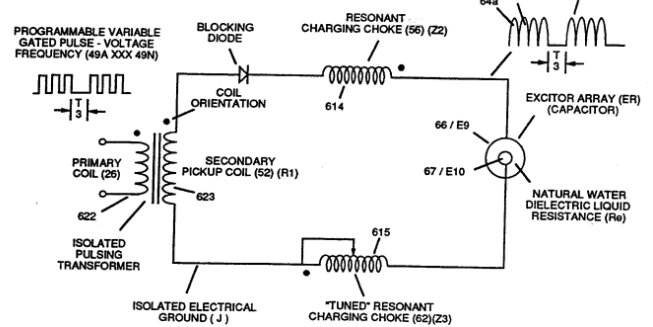 PROGRAMMABLE VARIABLE
GATED PULSE - VOLTAGE
FREQUENCY (49A XXX 49N)
T
3
BLOCKING
DIODE
RESONANT
CHARGING CHOKE (56) (Z2)
614
64a
T
3
COIL
ORIENTATION
EXCITOR ARRAY (ER)
(CAPACITOR)
66 / E9
67 / E10
PRIMARY
COIL (26)
SECONDARY
PICKUP COIL (52) (R1)
623
622
NATURAL WATER
DIELECTRIC LIQUID
RESISTANCE (Re)
ISOLATED
PULSING
TRANSFORMER
615
ISOLATED ELECTRICAL
GROUND ( J )
"TUNED" RESONANT
CHARGING CHOKE (62)(Z3)